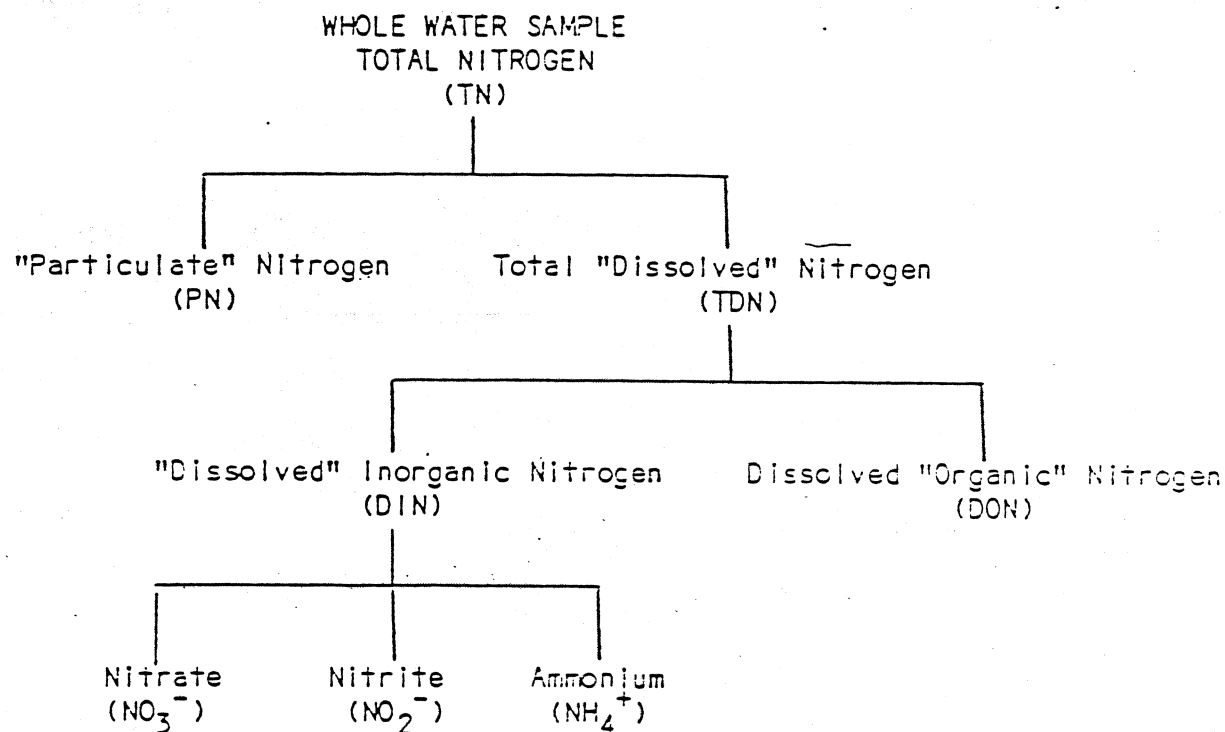 WHOLE WATER SAMPLE
TOTAL NITROGEN
(TN)
"Particulate" Nitrogen
(PN)
Total "Dissolved" Nitrogen
(TDN)
"Dissolved" Inorganic Nitrogen
(DIN)
Dissolved "Organic" Nitrogen
(DON)
Nitrate
(NO₃⁻)
Nitrite
(NO₂⁻)
Ammonium
(NH₄⁺)